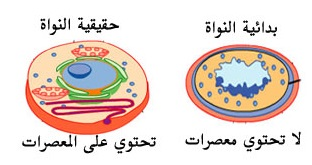 بدائية النواة
حقيقية النواة
لا تحتوي معصرات
تحتوي على المعصرات